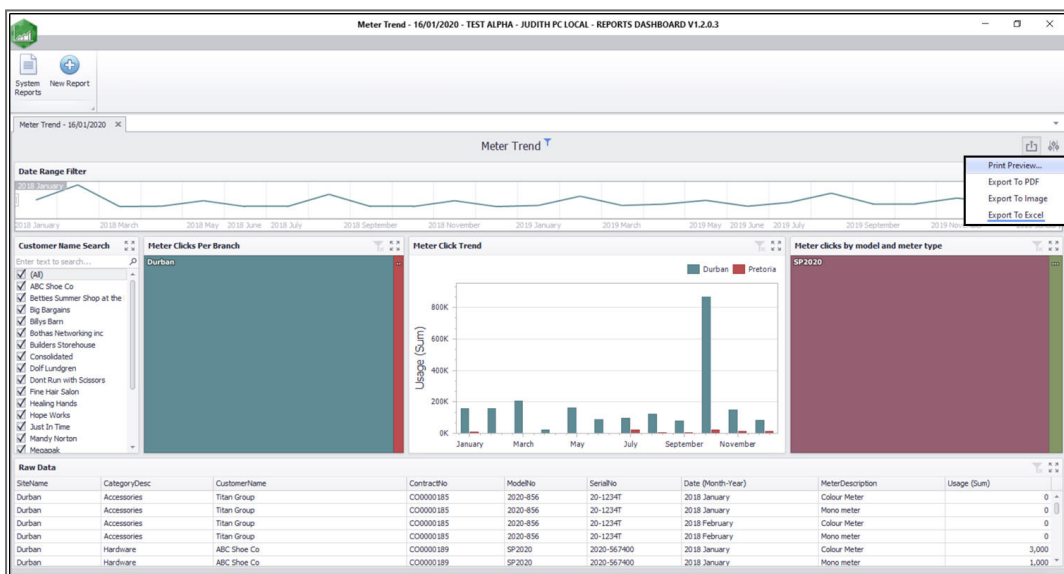 Meter Trend - 16/01/2020 - TEST ALPHA - JUDITH PC LOCAL - REPORTS DASHBOARD V1.2.0.3
System Reports
New Report
Meter Trend - 16/01/2020
Meter Trend
Print Preview...
Export To PDF
Export To Image
Export To Excel
Date Range Filter
2018 January
2018 January 2018 March 2018 May 2018 June 2018 July 2018 September 2018 November 2019 January 2019 March 2019 May 2019 June 2019 July 2019 September
Customer Name Search
Enter text to search...
(All)
ABC Shoe Co
Betties Summer Shop at the
Big Bargains
Billys Barn
Bothas Networking inc
Builders Storehouse
Consolidated
Dolf Lundgren
Dont Run with Scissors
Fine Hair Salon
Healing Hands
Hope Works
Just In Time
Mandy Norton
Megapak
Meter Clicks Per Branch
Durban
...
Meter Click Trend
Durban Pretoria
Usage (Sum)
800K
600K
400K
200K
0K
January March May July September November
Meter clicks by model and meter type
SP2020
...
Raw Data
SiteName CategoryDesc CustomerName ContractNo ModelNo SerialNo Date (Month-Year) MeterDescription Usage (Sum)
Durban Accessories Titan Group CO0000185 2020-856 20-1234T 2018 January Colour Meter 0
Durban Accessories Titan Group CO0000185 2020-856 20-1234T 2018 January Mono meter 0
Durban Accessories Titan Group CO0000185 2020-856 20-1234T 2018 February Colour Meter 0
Durban Accessories Titan Group CO0000185 2020-856 20-1234T 2018 February Mono meter 0
Durban Hardware ABC Shoe Co CO0000189 SP2020 2020-567400 2018 January Colour Meter 3,000
Durban Hardware ABC Shoe Co CO0000189 SP2020 2020-567400 2018 January Mono meter 1,000